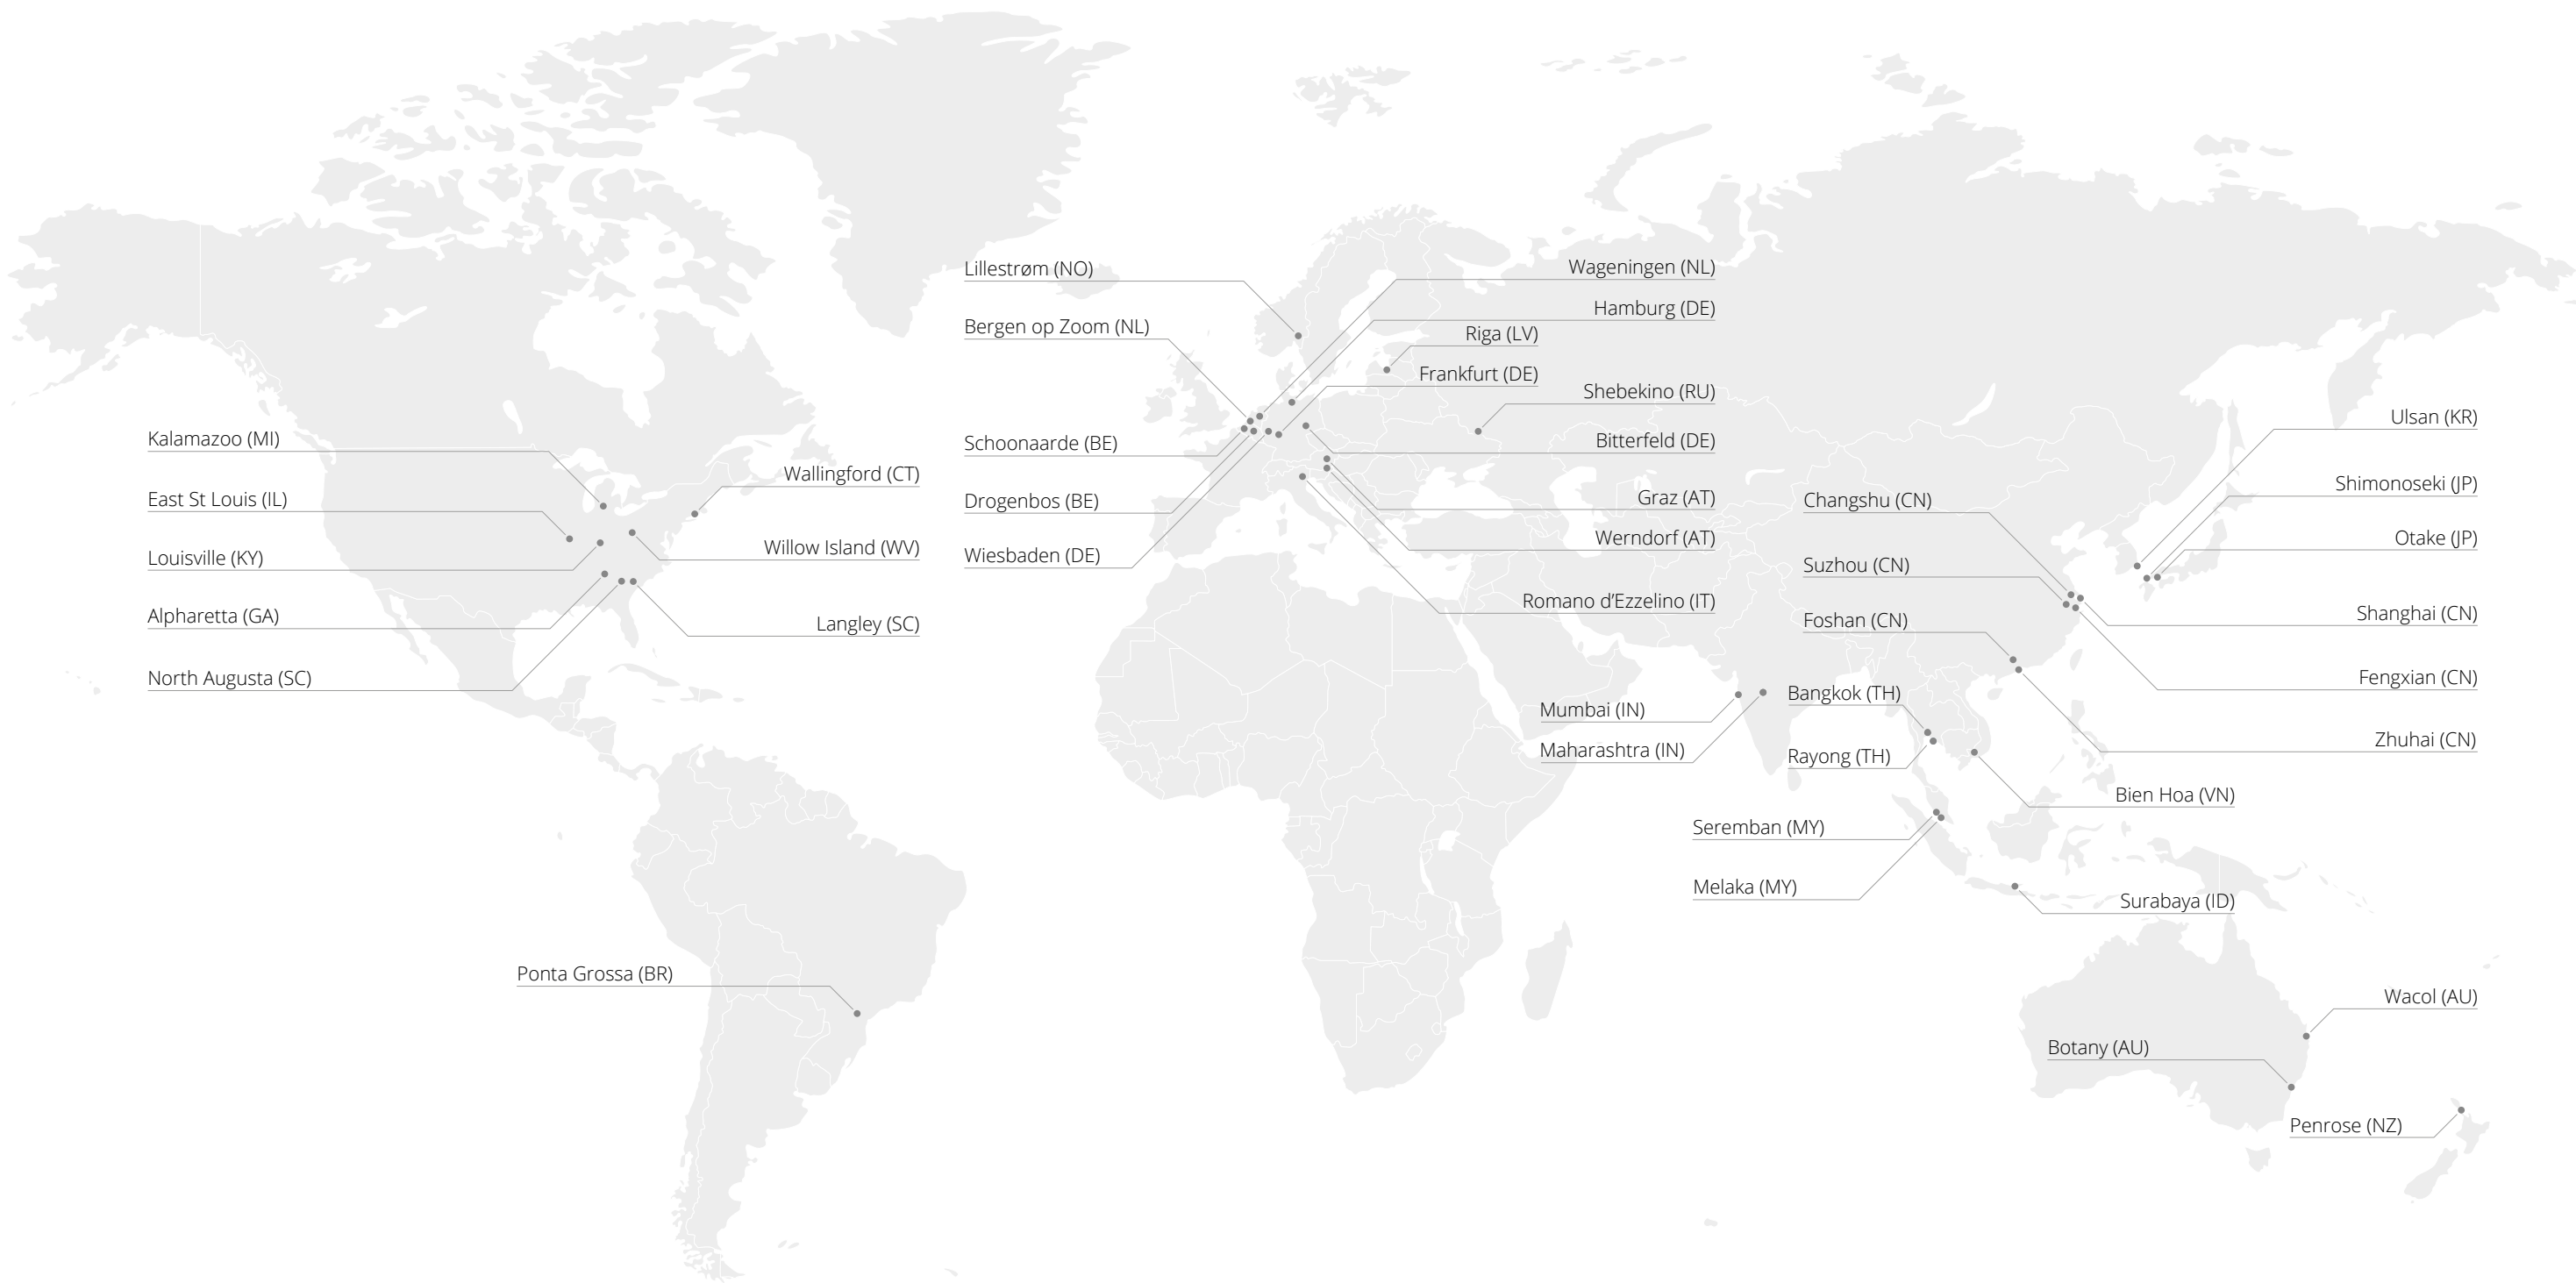 Kalamazoo (MI)
East St Louis (IL)
Louisville (KY)
Alpharetta (GA)
North Augusta (SC)
Wallingford (CT)
Willow Island (WV)
Langley (SC)
Ponta Grossa (BR)
Lillestrøm (NO)
Bergen op Zoom (NL)
Schoonaarde (BE)
Drogenbos (BE)
Wiesbaden (DE)
Wageningen (NL)
Hamburg (DE)
Riga (LV)
Frankfurt (DE)
Shebekino (RU)
Bitterfeld (DE)
Graz (AT)
Werndorf (AT)
Romano d’Ezzelino (IT)
Mumbai (IN)
Maharashtra (IN)
Changshu (CN)
Suzhou (CN)
Foshan (CN)
Bangkok (TH)
Rayong (TH)
Seremban (MY)
Melaka (MY)
Ulsan (KR)
Shimonoseki (JP)
Otake (JP)
Shanghai (CN)
Fengxian (CN)
Zhuhai (CN)
Bien Hoa (VN)
Surabaya (ID)
Wacol (AU)
Botany (AU)
Penrose (NZ)